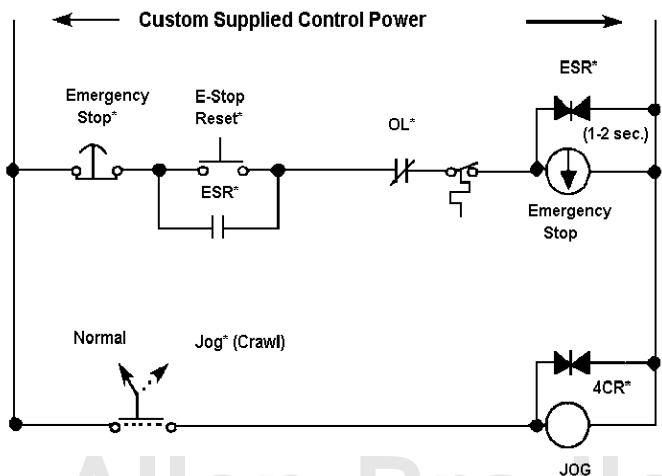 Custom Supplied Control Power
ESR*
Emergency
Stop*
E-Stop
Reset*
OL*
(1-2 sec.)
ESR*
Emergency
Stop
Normal
Jog* (Crawl)
4CR*
JOG